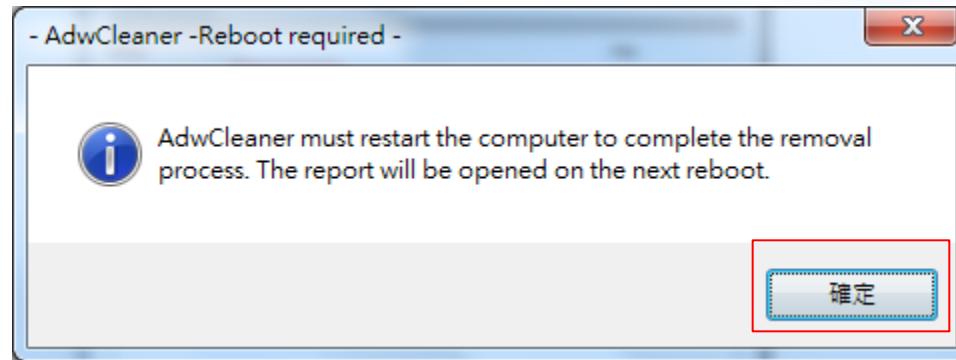 - AdwCleaner -Reboot required -
AdwCleaner must restart the computer to complete the removal
process. The report will be opened on the next reboot.
確定